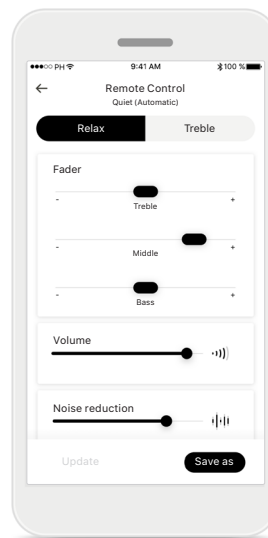 ●●●○○ PH 9:41 AM 100 %
Remote Control
Quiet (Automatic)
Relax Treble
Fader
- +
Treble
- +
Middle
- +
Bass
Volume
Noise reduction
Update Save as